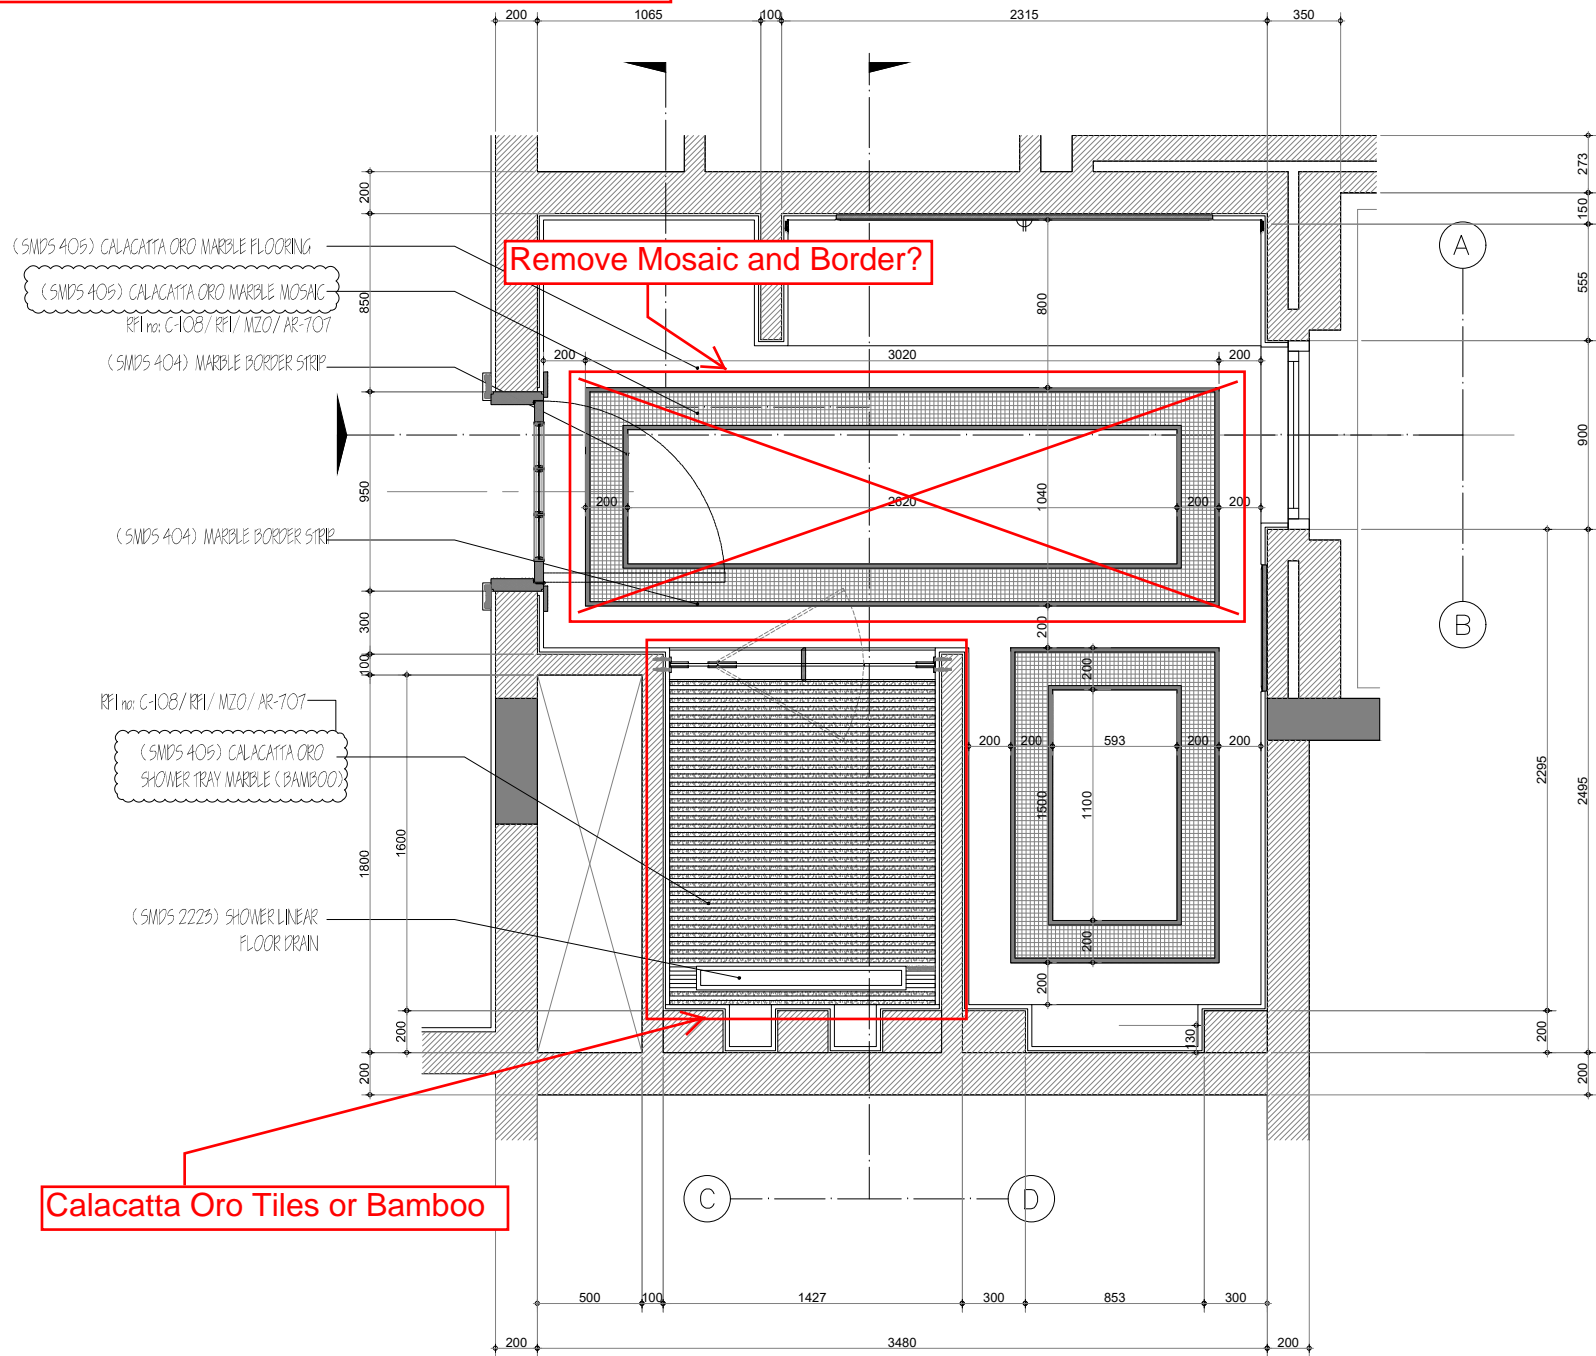 200 1065 100 2315 350
200
273
150
(SMDS 405) CALACATTA ORO MARBLE FLOORING
Remove Mosaic and Border?
A
(SMDS 405) CALACATTA ORO MARBLE MOSAIC
850
800
555
RFI no: C-108/ RFI/ MZO/ AR-707
(SMDS 404) MARBLE BORDER STRIP
200 3020 200
900
950
200 2620 1040 200 200
(SMDS 404) MARBLE BORDER STRIP
300
200
B
100
200
RFI no: C-108/ RFI/ MZO/ AR-707
(SMDS 405) CALACATTA ORO
SHOWER TRAY MARBLE (BAMBOO)
200 200 593 200 200
2295
2495
1500 1100
1600
1800
(SMDS 2223) SHOWER LINEAR
FLOOR DRAIN
200
200
200
130
200
200
200
Calacatta Oro Tiles or Bamboo
C
D
500 100 1427 300 853 300
200 3480 200